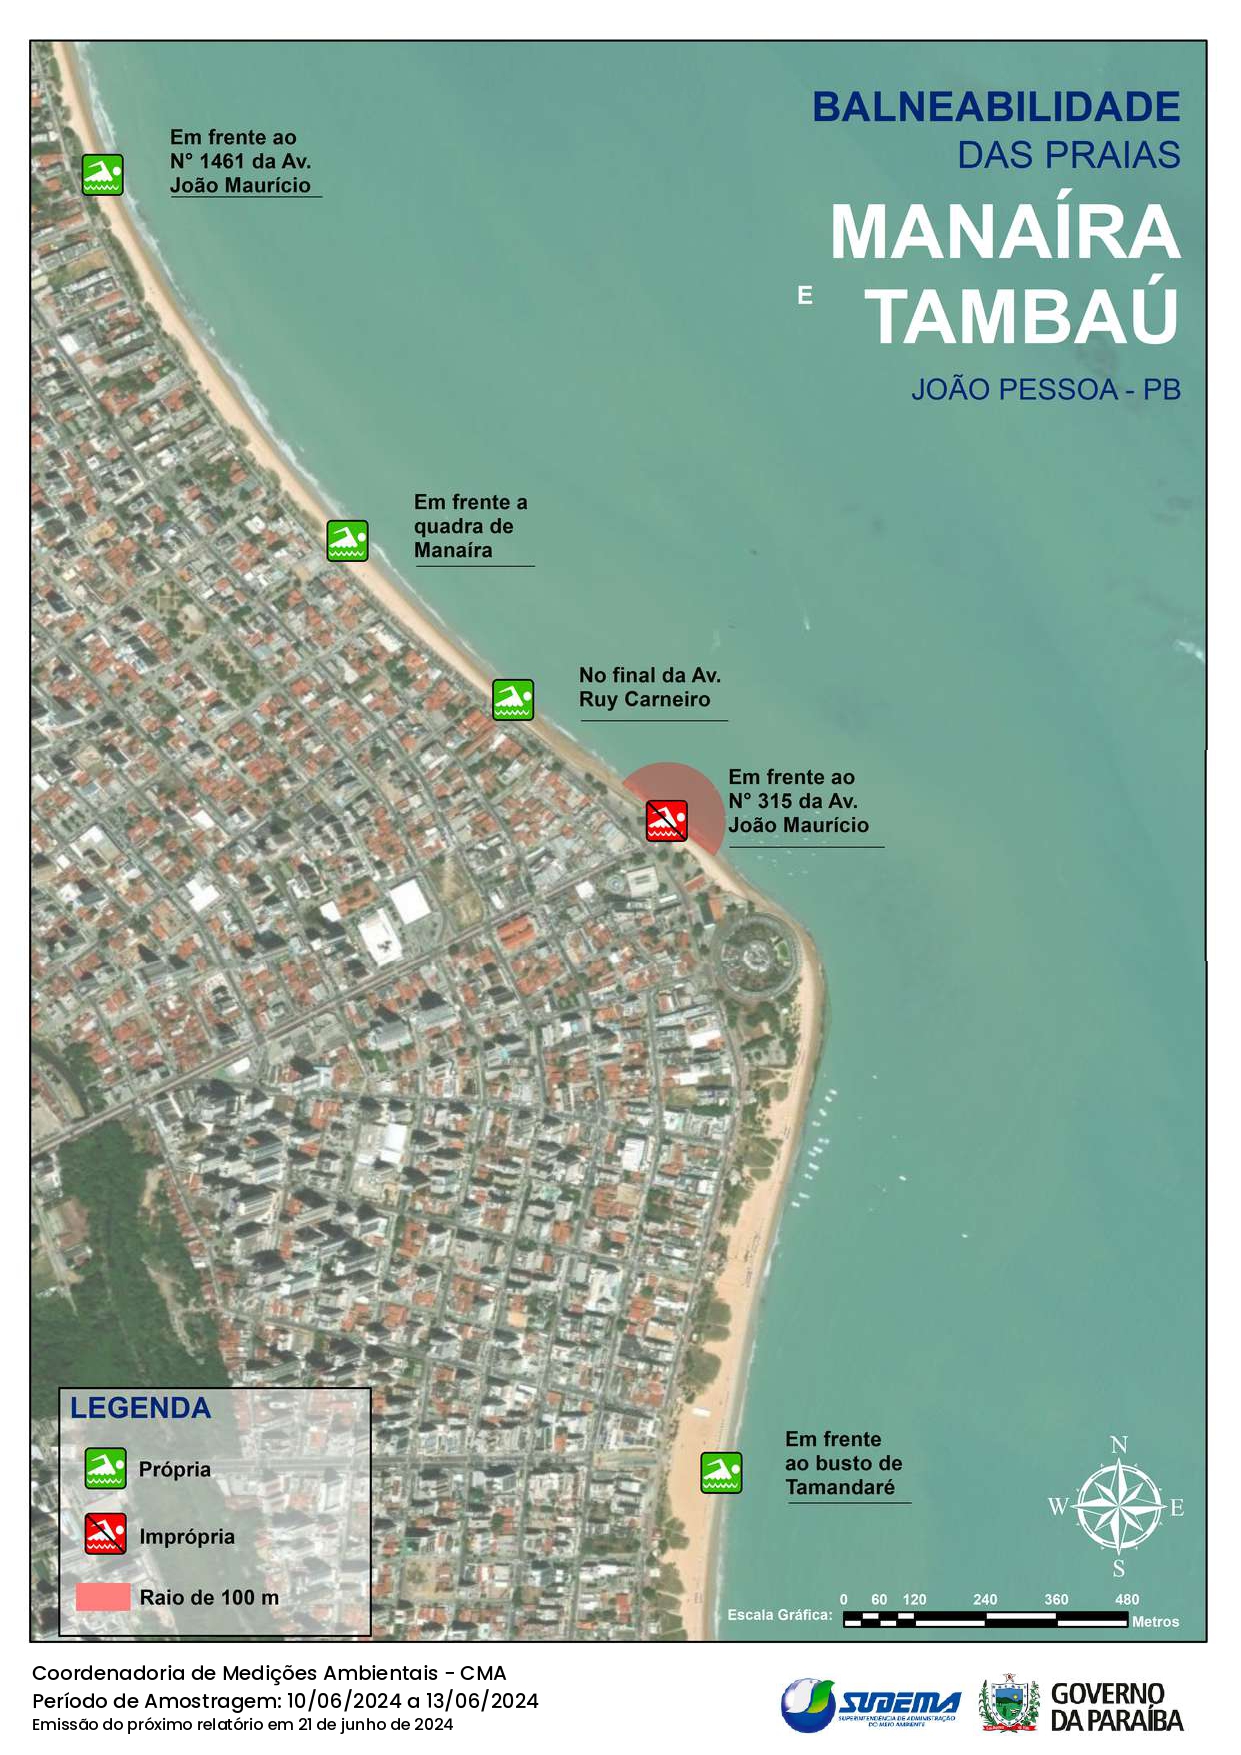 BALNEABILIDADE
DAS PRAIAS
MANAÍRA
E TAMBAÚ
JOÃO PESSOA - PB
Em frente ao
N° 1461 da Av.
João Maurício
Em frente a
quadra de
Manaíra
No final da Av.
Ruy Carneiro
Em frente ao
N° 315 da Av.
João Maurício
Em frente
ao busto de
Tamandaré
LEGENDA
Própria
Imprópria
Raio de 100 m
N
W E
S
0 60 120 240 360 480
Escala Gráfica: Metros
Coordenadoria de Medições Ambientais - CMA
Período de Amostragem: 10/06/2024 a 13/06/2024
Emissão do próximo relatório em 21 de junho de 2024
SUDEMA
SUPERINTENDÊNCIA DE ADMINISTRAÇÃO
DO MEIO AMBIENTE
GOVERNO
DA PARAÍBA